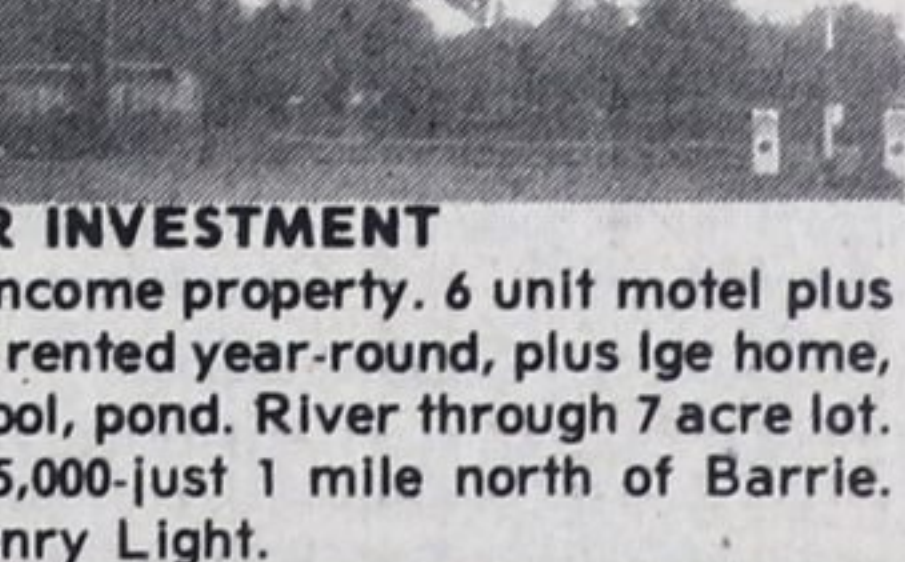 R INVESTMENT
ncome property. 6 unit motel plus
rented year-round, plus lge home,
ool, pond. River through 7 acre lot.
5,000-just 1 mile north of Barrie.
nry Light.